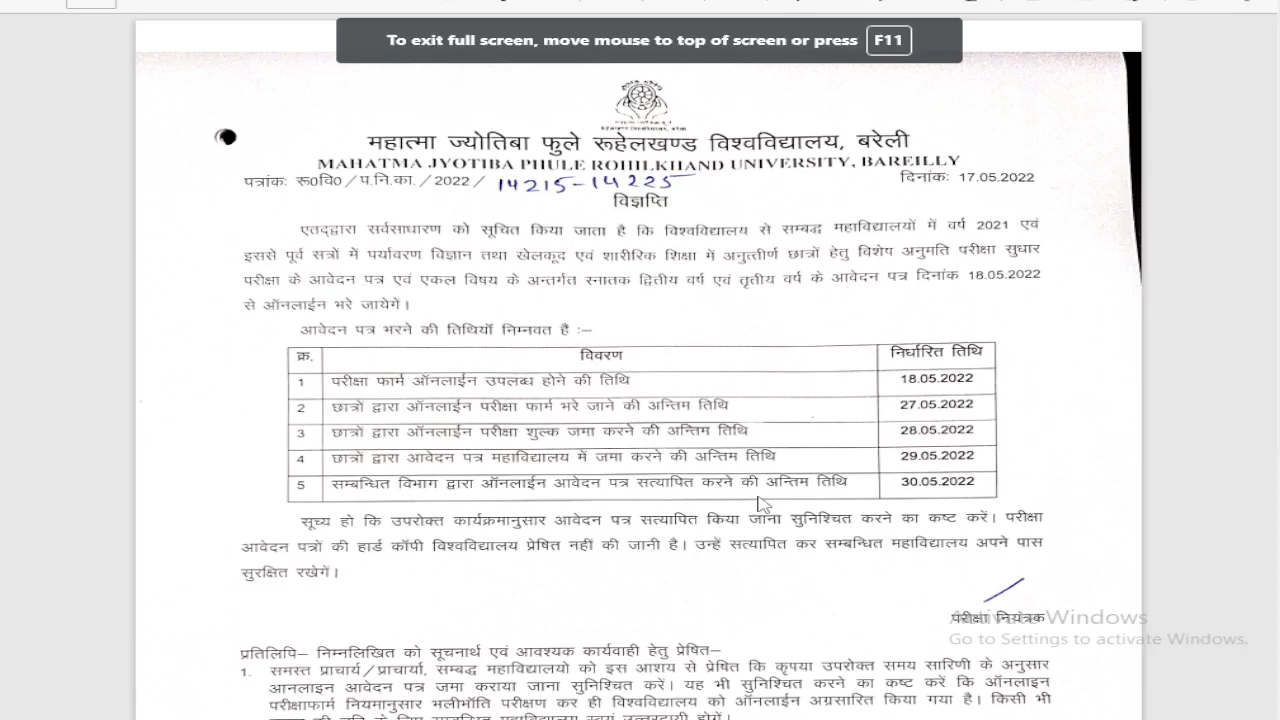 To exit full screen, move mouse to top of screen or press F11
महात्मा ज्योतिबा फुले रूहेलखण्ड विश्वविद्यालय, बरेली
MAHATMA JYOTIBA PHULE ROHILKHAND UNIVERSITY, BAREILLY
पत्रांकः रू0वि0/प.नि.का./2022/ 14215-14225 दिनांकः 17.05.2022
विज्ञप्ति
एतद्द्वारा सर्वसाधारण को सूचित किया जाता है कि विश्वविद्यालय से सम्बद्ध महाविद्यालयों में वर्ष 2021 एवं
इससे पूर्व सत्रों में पर्यावरण विज्ञान तथा खेलकूद एवं शारीरिक शिक्षा में अनुत्तीर्ण छात्रों हेतु विशेष अनुमति परीक्षा सुधार
परीक्षा के आवेदन पत्र एवं एकल विषय के अन्तर्गत स्नातक द्वितीय वर्ष एवं तृतीय वर्ष के आवेदन पत्र दिनांक 18.05.2022
से ऑनलाईन भरे जायेगें।
आवेदन पत्र भरने की तिथियॉ निम्नवत हैं :–
क्र. विवरण निर्धारित तिथि
1 परीक्षा फार्म ऑनलाईन उपलब्ध होने की तिथि 18.05.2022
2 छात्रों द्वारा ऑनलाईन परीक्षा फार्म भरे जाने की अन्तिम तिथि 27.05.2022
3 छात्रों द्वारा ऑनलाईन परीक्षा शुल्क जमा करने की अन्तिम तिथि 28.05.2022
4 छात्रों द्वारा आवेदन पत्र महाविद्यालय में जमा करने की अन्तिम तिथि 29.05.2022
5 सम्बन्धित विभाग द्वारा ऑनलाईन आवेदन पत्र सत्यापित करने की अन्तिम तिथि 30.05.2022
सूच्य हो कि उपरोक्त कार्यक्रमानुसार आवेदन पत्र सत्यापित किया जाना सुनिश्चित करने का कष्ट करें। परीक्षा
आवेदन पत्रों की हार्ड कॉपी विश्वविद्यालय प्रेषित नहीं की जानी है। उन्हें सत्यापित कर सम्बन्धित महाविद्यालय अपने पास
सुरक्षित रखेगें।
परीक्षा नियंत्रक
Activate Windows
Go to Settings to activate Windows.
प्रतिलिपि– निम्नलिखित को सूचनार्थ एवं आवश्यक कार्यवाही हेतु प्रेषित–
1. समस्त प्राचार्य/प्राचार्या, सम्बद्ध महाविद्यालयो को इस आशय से प्रेषित कि कृपया उपरोक्त समय सारिणी के अनुसार
आनलाइन आवेदन पत्र जमा कराया जाना सुनिश्चित करें। यह भी सुनिश्चित करने का कष्ट करें कि ऑनलाइन
परीक्षाफार्म नियमानुसार भलीभॉति परीक्षण कर ही विश्वविद्यालय को ऑनलाइन अग्रसारित किया गया है। किसी भी